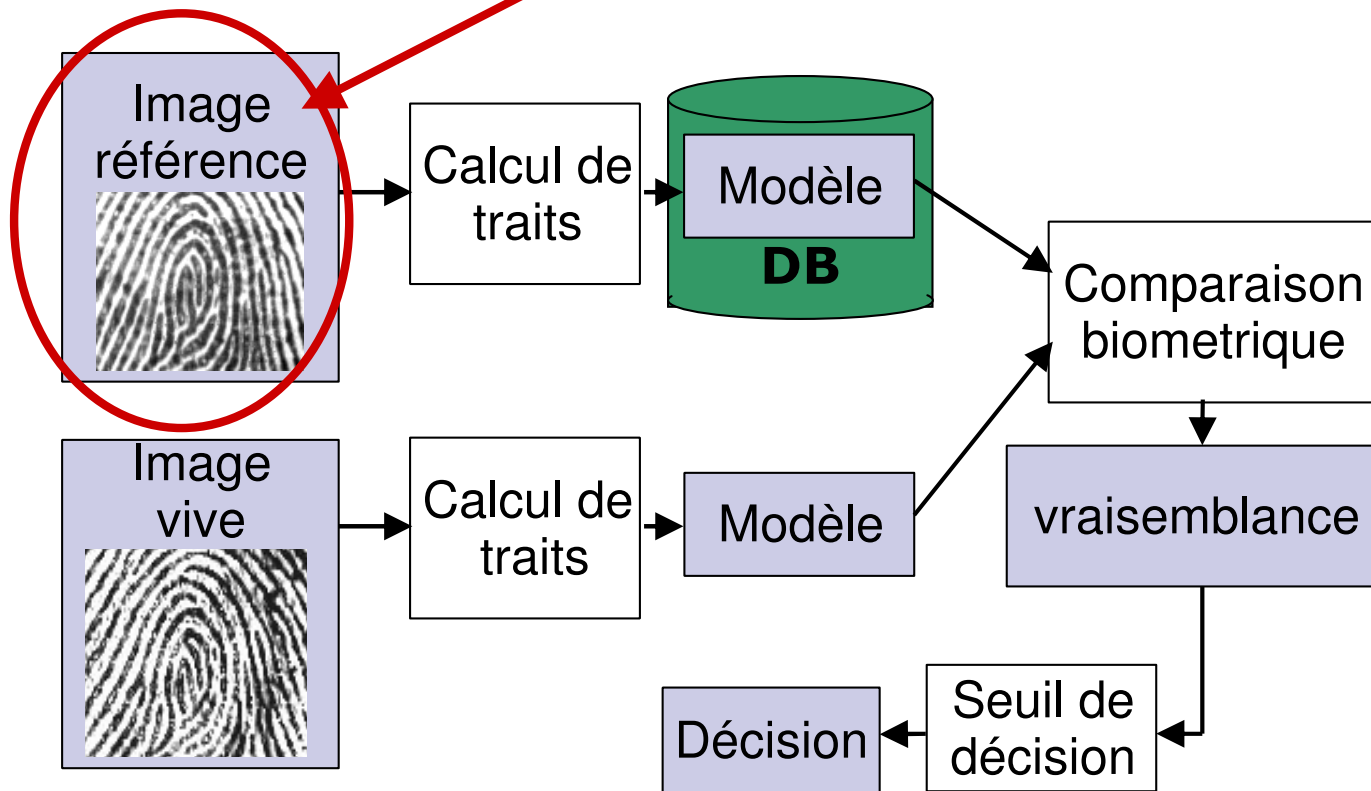 Image
référence
Calcul de
traits
Modèle
DB
Comparaison
biometrique
Image
vive
Calcul de
traits
Modèle
vraisemblance
Seuil de
décision
Décision